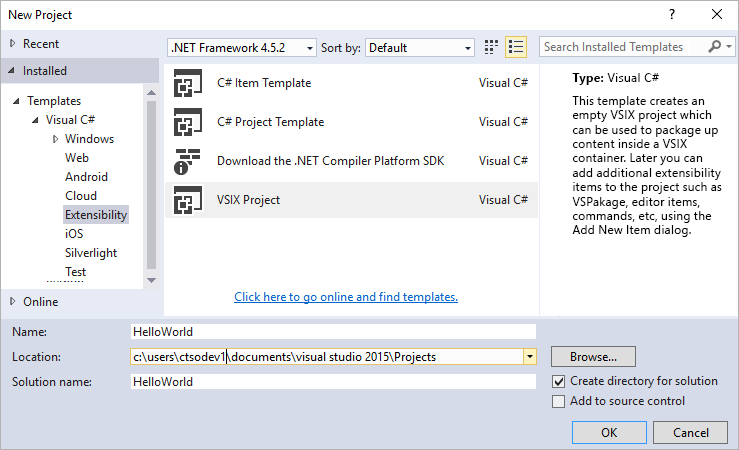 New Project
? 
Recent
.NET Framework 4.5.2 Sort by: Default Search Installed Templates
Installed
Templates
Visual C#
Windows
Web
Android
Cloud
Extensibility
iOS
Silverlight
Test
Online
C# Item Template Visual C#
C# Project Template Visual C#
Download the .NET Compiler Platform SDK Visual C#
VSIX Project Visual C#
Click here to go online and find templates.
Type: Visual C#
This template creates an
empty VSIX project which
can be used to package up
content inside a VSIX
container. Later you can
add additional extensibility
items to the project such as
VSPakage, editor items,
commands, etc, using the
Add New Item dialog.
Name: HelloWorld
Location: c:\users\ctsodev1\documents\visual studio 2015\Projects Browse...
Solution name: HelloWorld
Create directory for solution
Add to source control
OK Cancel